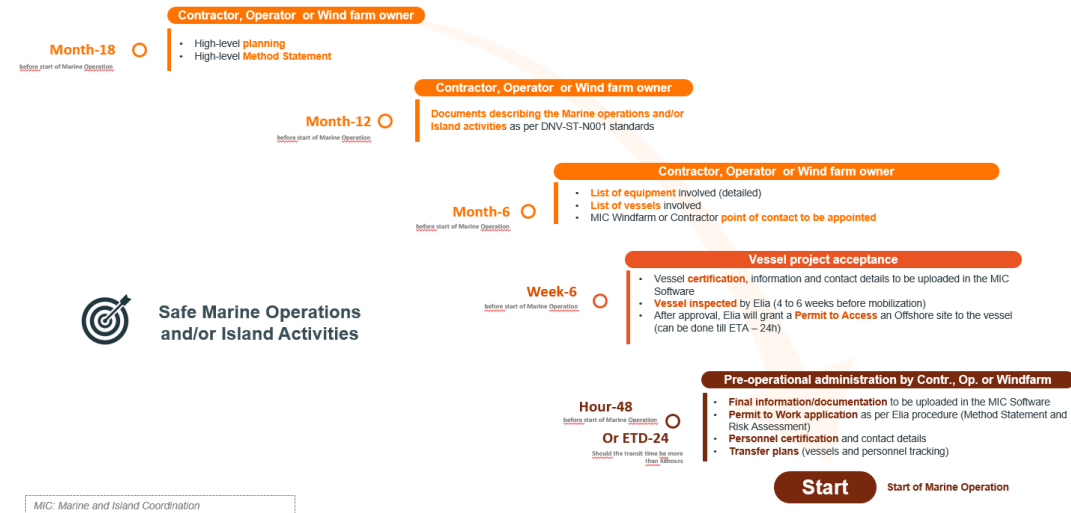 Contractor, Operator or Wind farm owner
Month-18
before start of Marine Operation
• High-level planning
• High-level Method Statement
Contractor, Operator or Wind farm owner
Month-12
before start of Marine Operation
Documents describing the Marine operations and/or
Island activities as per DNV-ST-N001 standards
Contractor, Operator or Wind farm owner
Month-6
before start of Marine Operation
• List of equipment involved (detailed)
• List of vessels involved
• MIC Windfarm or Contractor point of contact to be appointed
Vessel project acceptance
Week-6
before start of Marine Operation
• Vessel certification, information and contact details to be uploaded in the MIC
Software
• Vessel inspected by Elia (4 to 6 weeks before mobilization)
• After approval, Elia will grant a Permit to Access an Offshore site to the vessel
(can be done till ETA – 24h)
Safe Marine Operations
and/or Island Activities
Pre-operational administration by Contr., Op. or Windfarm
Hour-48
before start of Marine Operation
Or ETD-24
Should the transit time be more
than 48hours
• Final information/documentation to be uploaded in the MIC Software
• Permit to Work application as per Elia procedure (Method Statement and
Risk Assessment)
• Personnel certification and contact details
• Transfer plans (vessels and personnel tracking)
Start
Start of Marine Operation
MIC: Marine and Island Coordination